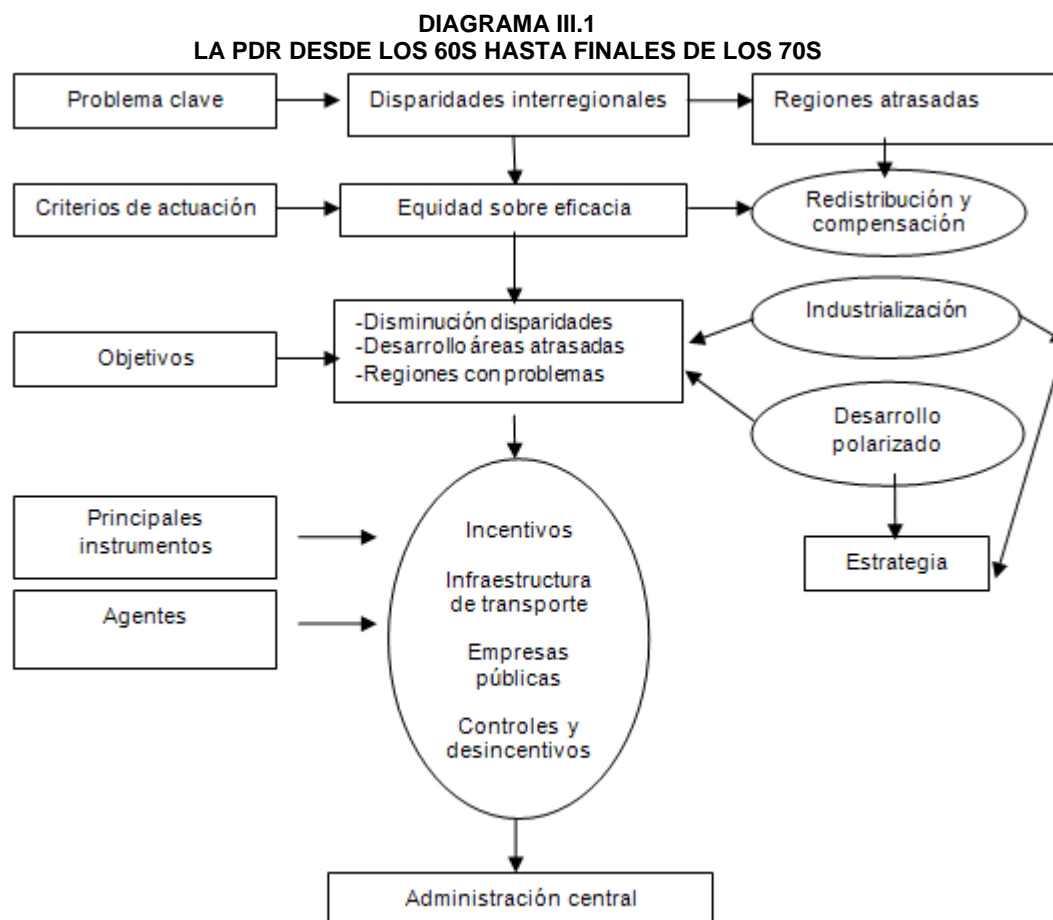 DIAGRAMA III.1
LA PDR DESDE LOS 60S HASTA FINALES DE LOS 70S
Problema clave
Disparidades interregionales
Regiones atrasadas
Criterios de actuación
Equidad sobre eficacia
Redistribución y
compensación
Objetivos
-Disminución disparidades
-Desarrollo áreas atrasadas
-Regiones con problemas
Industrialización
Desarrollo
polarizado
Estrategia
Principales
instrumentos
Agentes
Incentivos
Infraestructura
de transporte
Empresas
públicas
Controles y
desincentivos
Administración central